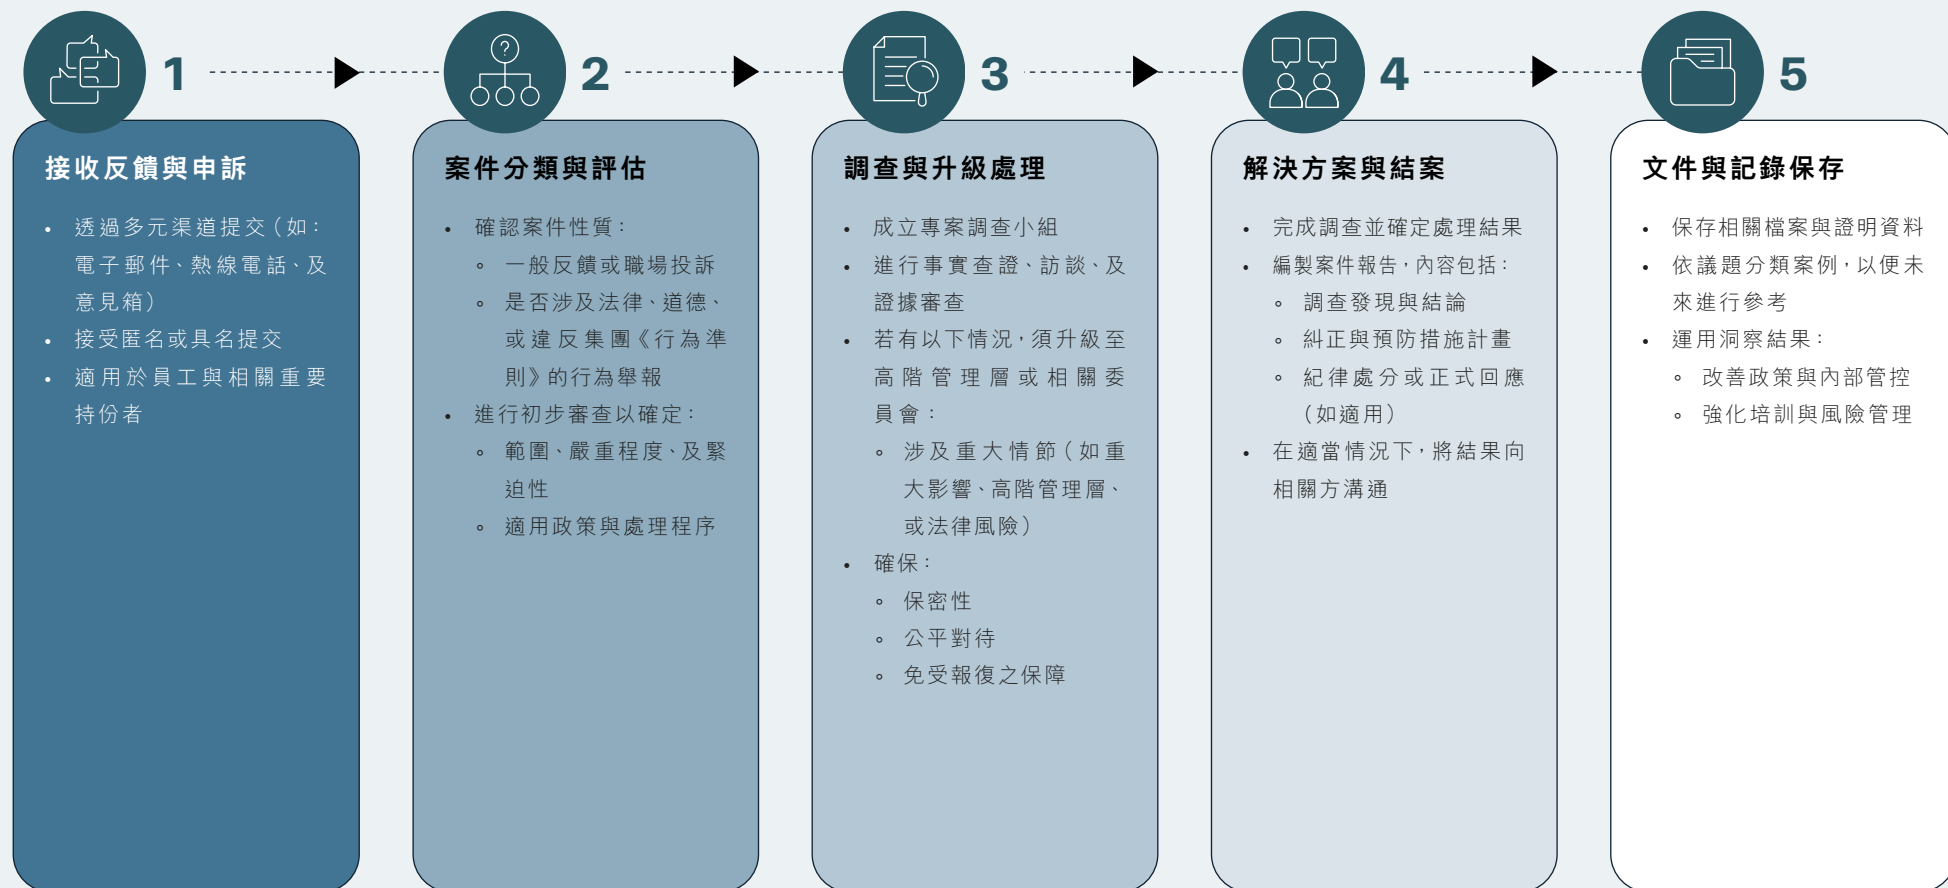 1
接收反饋與申訴
• 透過多元渠道提交（如：
電子郵件、熱線電話、及
意見箱）
• 接受匿名或具名提交
• 適用於員工與相關重要
持份者
?
2
案件分類與評估
• 確認案件性質：
◦ 一般反饋或職場投訴
◦ 是否涉及法律、道德、
或違反集團《行為準
則》的行為舉報
• 進行初步審查以確定：
◦ 範圍、嚴重程度、及緊
迫性
◦ 適用政策與處理程序
3
調查與升級處理
• 成立專案調查小組
• 進行事實查證、訪談、及
證據審查
• 若有以下情況，須升級至
高階管理層或相關委
員會：
◦ 涉及重大情節（如重
大影響、高階管理層、
或法律風險）
• 確保：
◦ 保密性
◦ 公平對待
◦ 免受報復之保障
4
解決方案與結案
• 完成調查並確定處理結果
• 編製案件報告，內容包括：
◦ 調查發現與結論
◦ 糾正與預防措施計畫
◦ 紀律處分或正式回應
（如適用）
• 在適當情況下，將結果向
相關方溝通
5
文件與記錄保存
• 保存相關檔案與證明資料
• 依議題分類案例，以便未
來進行參考
• 運用洞察結果：
◦ 改善政策與內部管控
◦ 強化培訓與風險管理